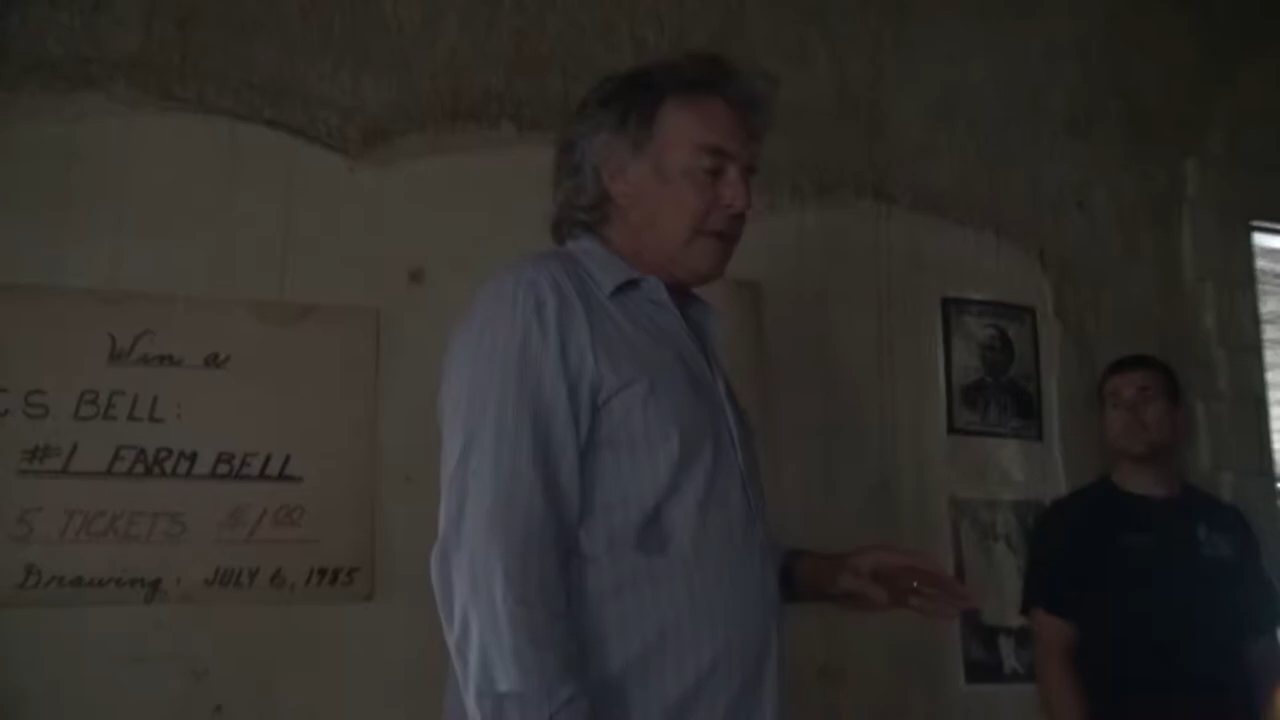 Win a
C.S. BELL:
#1 FARM BELL
5 TICKETS $1.00
Drawing: JULY 6, 1985